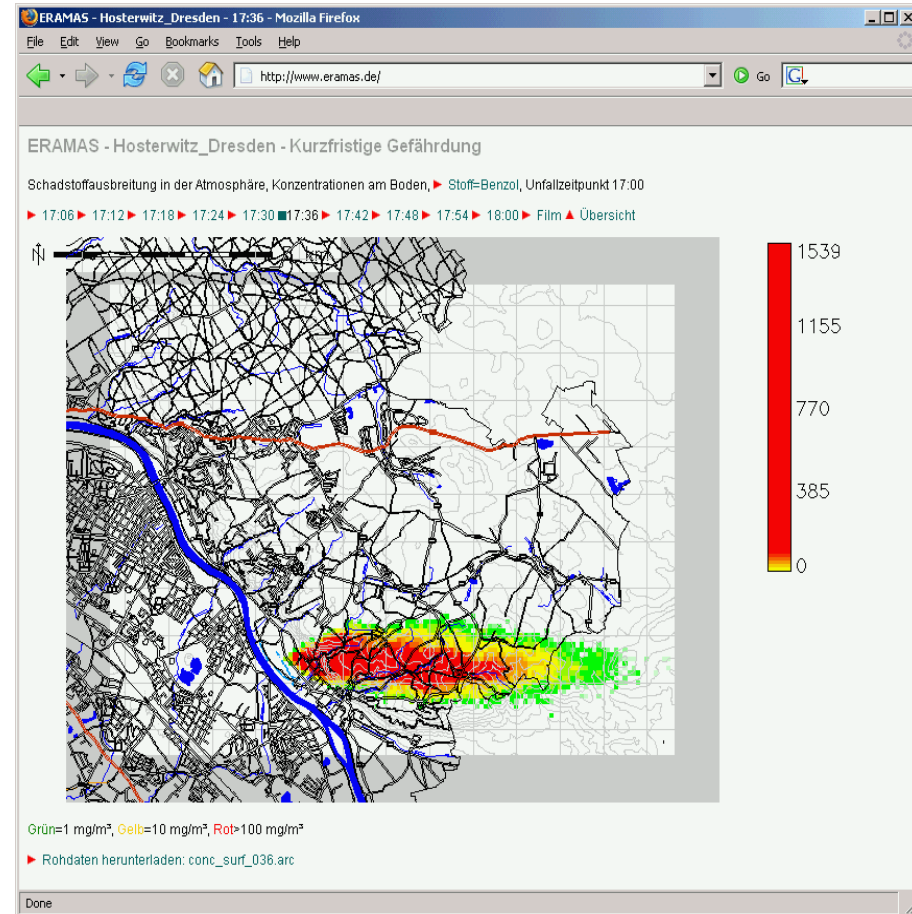 ERAMAS - Hosterwitz_Dresden - 17:36 - Mozilla Firefox
File Edit View Go Bookmarks Tools Help
http://www.eramas.de/ Go G
ERAMAS - Hosterwitz_Dresden - Kurzfristige Gefährdung
Schadstoffausbreitung in der Atmosphäre, Konzentrationen am Boden, Stoff=Benzol, Unfallzeitpunkt 17:00
17:06 17:12 17:18 17:24 17:30 17:36 17:42 17:48 17:54 18:00 Film Übersicht
N
1539
1155
770
385
0
Grün=1 mg/m³, Gelb=10 mg/m³, Rot>100 mg/m³
Rohdaten herunterladen: conc_surf_036.arc
Done